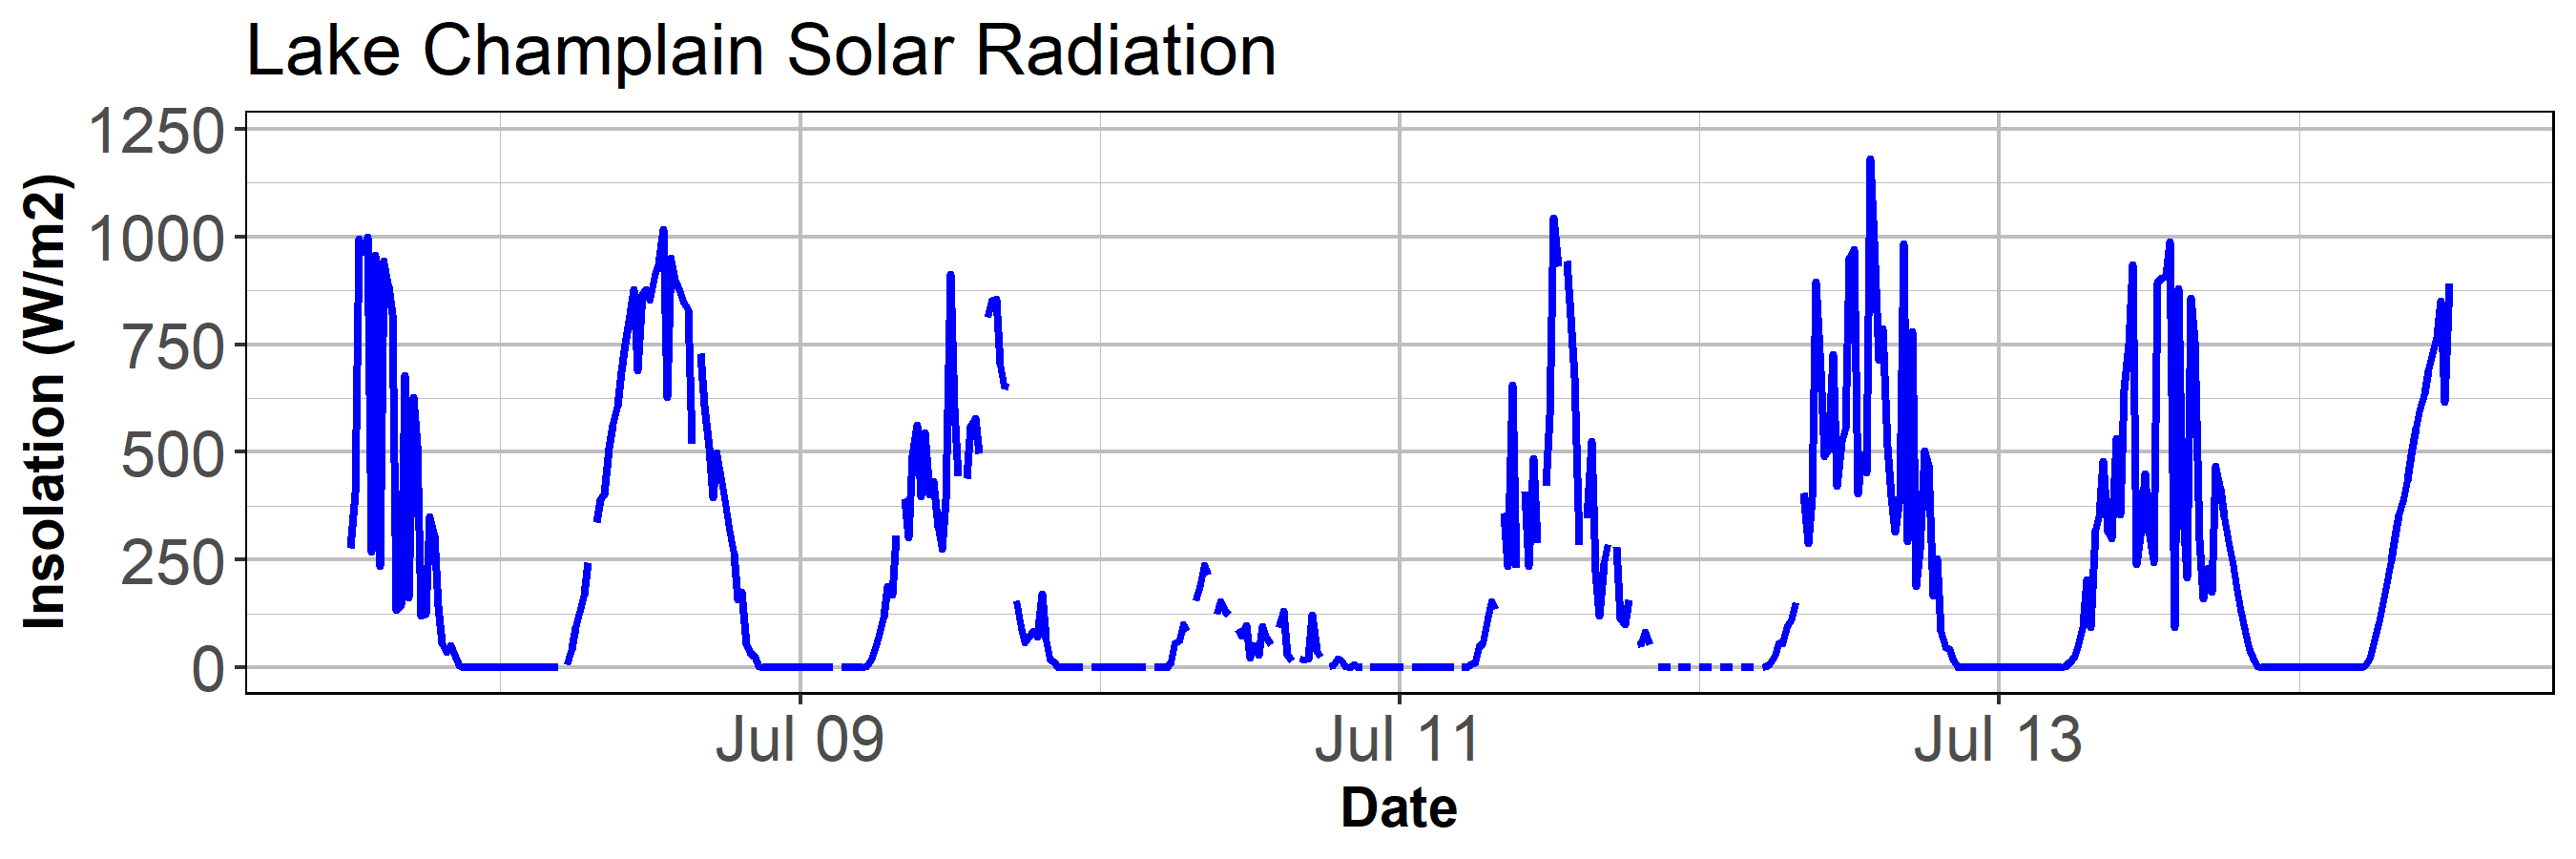 Lake Champlain Solar Radiation
Insolation (W/m2)
1250
1000
750
500
250
0
Jul 09 Jul 11 Jul 13
Date